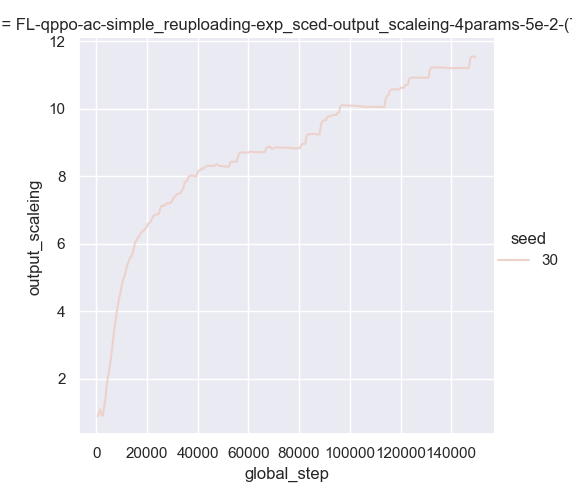 = FL-qppo-ac-simple_reuploading-exp_sced-output_scaleing-4params-5e-2-(
12
10
8
6
4
2
output_scaleing
0 20000 40000 60000 80000 100000 120000 140000
global_step
seed
30